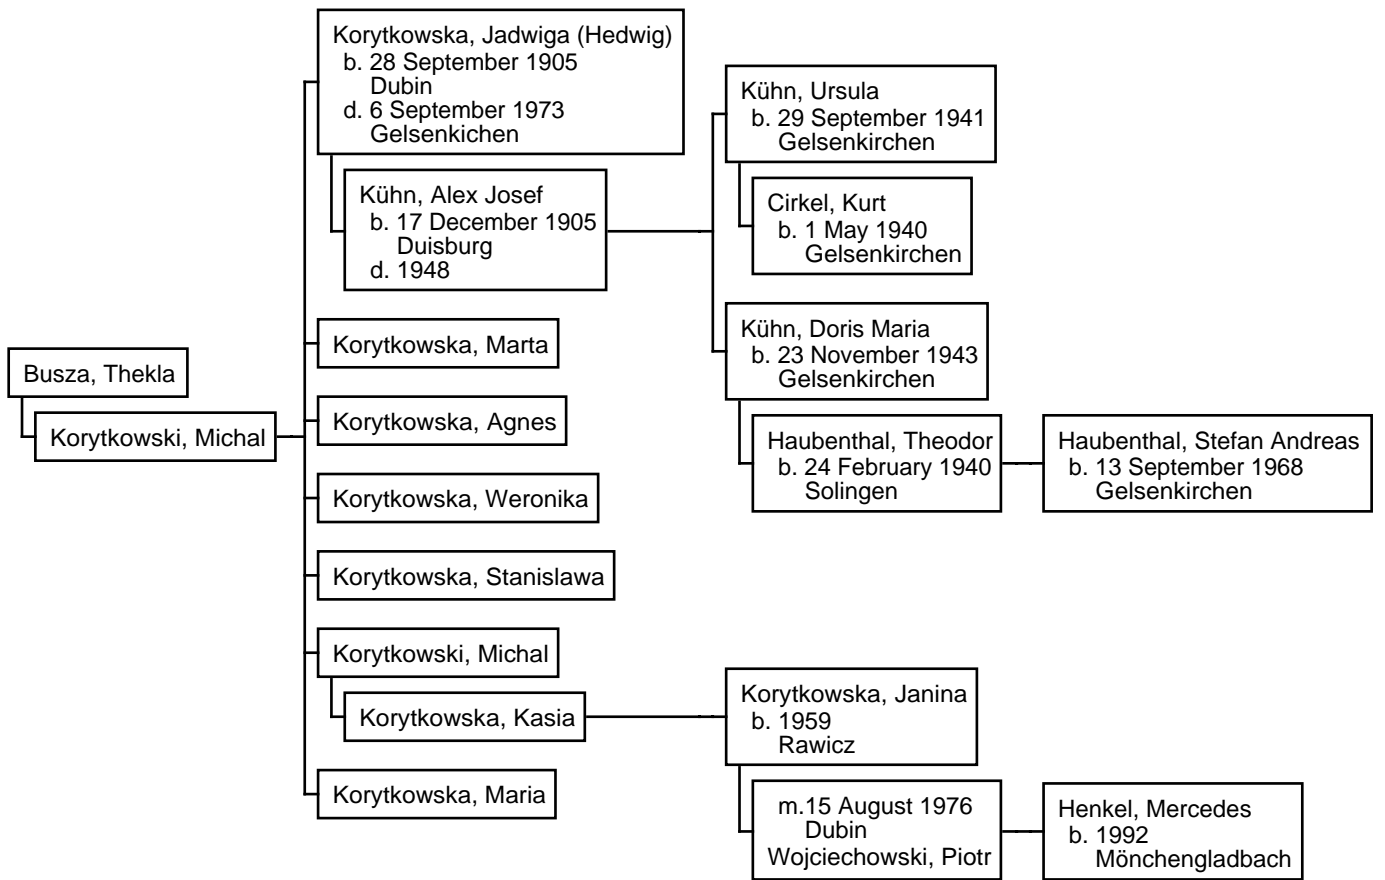 Busza, Thekla
Korytkowski, Michal
Korytkowska, Jadwiga (Hedwig)
b. 28 September 1905
Dubin
d. 6 September 1973
Gelsenkichen
Kühn, Alex Josef
b. 17 December 1905
Duisburg
d. 1948
Kühn, Ursula
b. 29 September 1941
Gelsenkirchen
Cirkel, Kurt
b. 1 May 1940
Gelsenkirchen
Kühn, Doris Maria
b. 23 November 1943
Gelsenkirchen
Haubenthal, Theodor
b. 24 February 1940
Solingen
Haubenthal, Stefan Andreas
b. 13 September 1968
Gelsenkirchen
Korytkowska, Marta
Korytkowska, Agnes
Korytkowska, Weronika
Korytkowska, Stanislawa
Korytkowski, Michal
Korytkowska, Kasia
Korytkowska, Janina
b. 1959
Rawicz
m.15 August 1976
Dubin
Wojciechowski, Piotr
Henkel, Mercedes
b. 1992
Mönchengladbach
Korytkowska, Maria